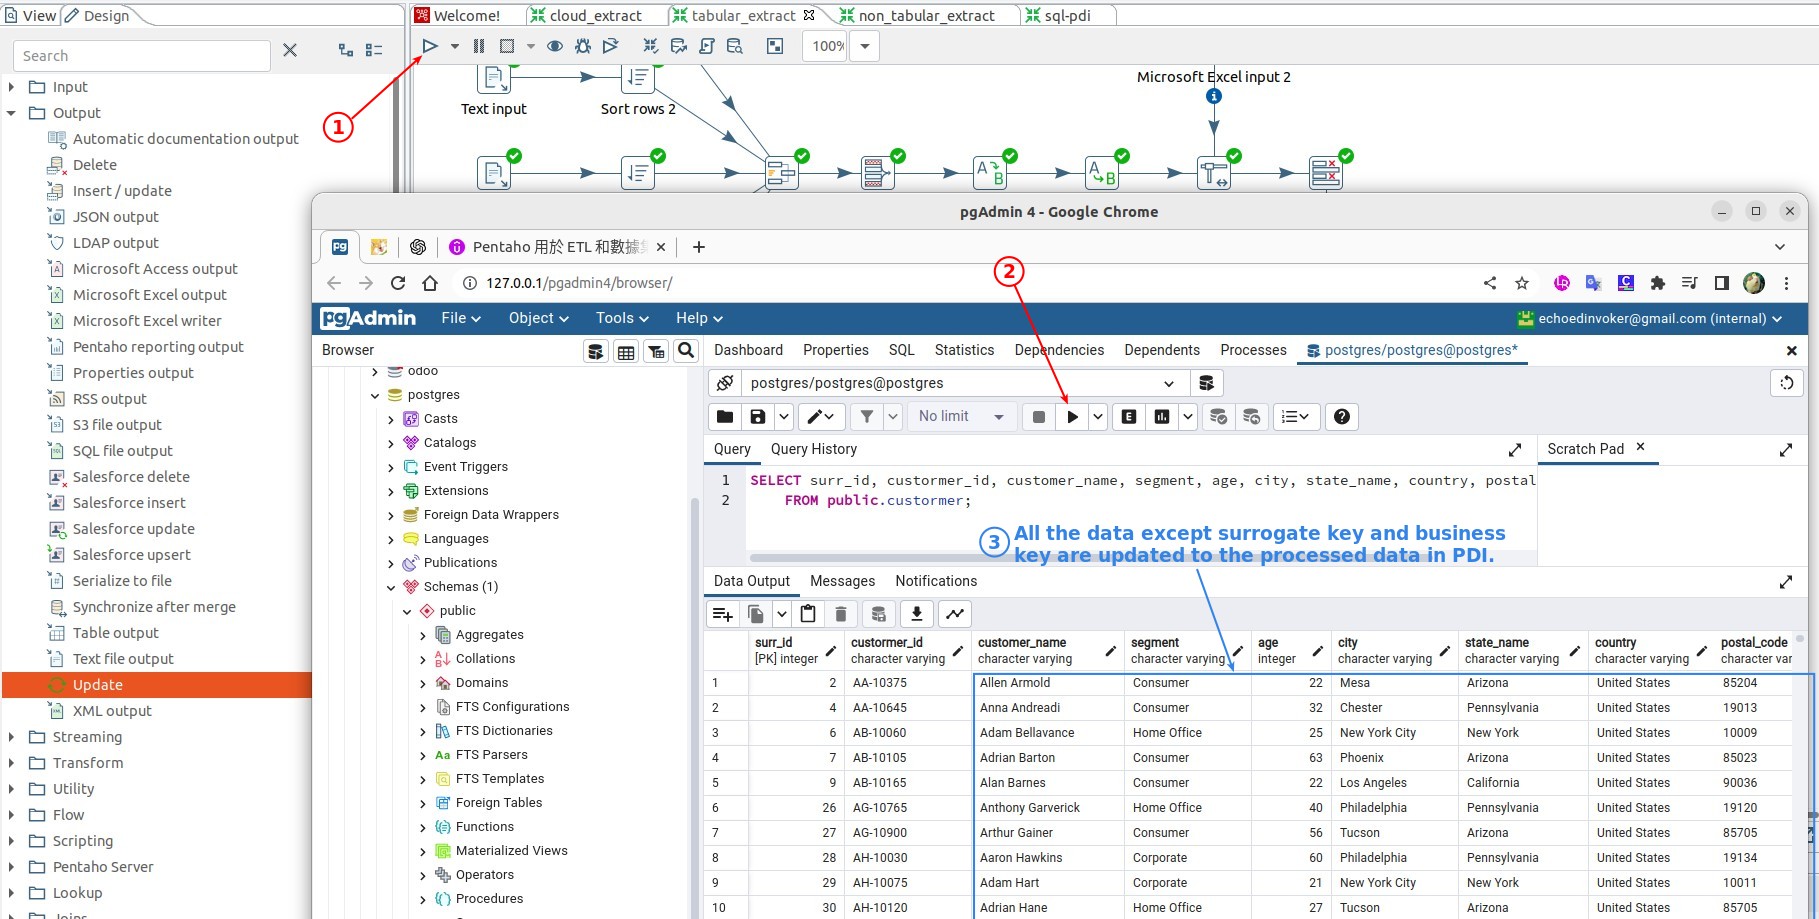 View
Design
Welcome!
cloud_extract
tabular_extract
non_tabular_extract
sql-pdi
Search
100%
Input
Output
Automatic documentation output
Delete
Insert / update
JSON output
LDAP output
Microsoft Access output
Microsoft Excel output
Microsoft Excel writer
Pentaho reporting output
Properties output
RSS output
S3 file output
SQL file output
Salesforce delete
Salesforce insert
Salesforce update
Salesforce upsert
Serialize to file
Synchronize after merge
Table output
Text file output
Update
XML output
Streaming
Transform
Utility
Flow
Scripting
Pentaho Server
Lookup
Joins
1
Text input
Sort rows 2
Microsoft Excel input 2
pgAdmin 4 - Google Chrome
Pentaho 用於 ETL 和數據
127.0.0.1/pgadmin4/browser/
2
pgAdmin File Object Tools Help
echoedinvoker@gmail.com (internal)
Browser
Dashboard Properties SQL Statistics Dependencies Dependents Processes postgres/postgres@postgres*
odoo
postgres
Casts
Catalogs
Event Triggers
Extensions
Foreign Data Wrappers
Languages
Publications
Schemas (1)
public
Aggregates
Collations
Domains
FTS Configurations
FTS Dictionaries
Aa FTS Parsers
FTS Templates
Foreign Tables
Functions
Materialized Views
Operators
Procedures
postgres/postgres@postgres
No limit
E
Query Query History
Scratch Pad
1 SELECT surr_id, custormer_id, customer_name, segment, age, city, state_name, country, postal
2 FROM public.custormer;
3 All the data except surrogate key and business
key are updated to the processed data in PDI.
Data Output Messages Notifications
surr_id custormer_id customer_name segment age city state_name country postal_code
[PK] integer character varying character varying character varying integer character varying character varying character varying character var
1 2 AA-10375 Allen Armold Consumer 22 Mesa Arizona United States 85204
2 4 AA-10645 Anna Andreadi Consumer 32 Chester Pennsylvania United States 19013
3 6 AB-10060 Adam Bellavance Home Office 25 New York City New York United States 10009
4 7 AB-10105 Adrian Barton Consumer 63 Phoenix Arizona United States 85023
5 9 AB-10165 Alan Barnes Consumer 22 Los Angeles California United States 90036
6 26 AG-10765 Anthony Garverick Home Office 40 Philadelphia Pennsylvania United States 19120
7 27 AG-10900 Arthur Gainer Consumer 56 Tucson Arizona United States 85705
8 28 AH-10030 Aaron Hawkins Corporate 60 Philadelphia Pennsylvania United States 19134
9 29 AH-10075 Adam Hart Corporate 21 New York City New York United States 10011
10 30 AH-10120 Adrian Hane Home Office 27 Tucson Arizona United States 85705